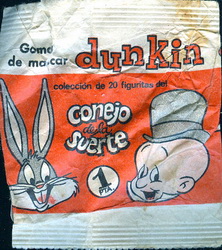 Goma
de mascar
dunkin
colección de 20 figuritas del
conejo
de la
suerte
1
PTA.